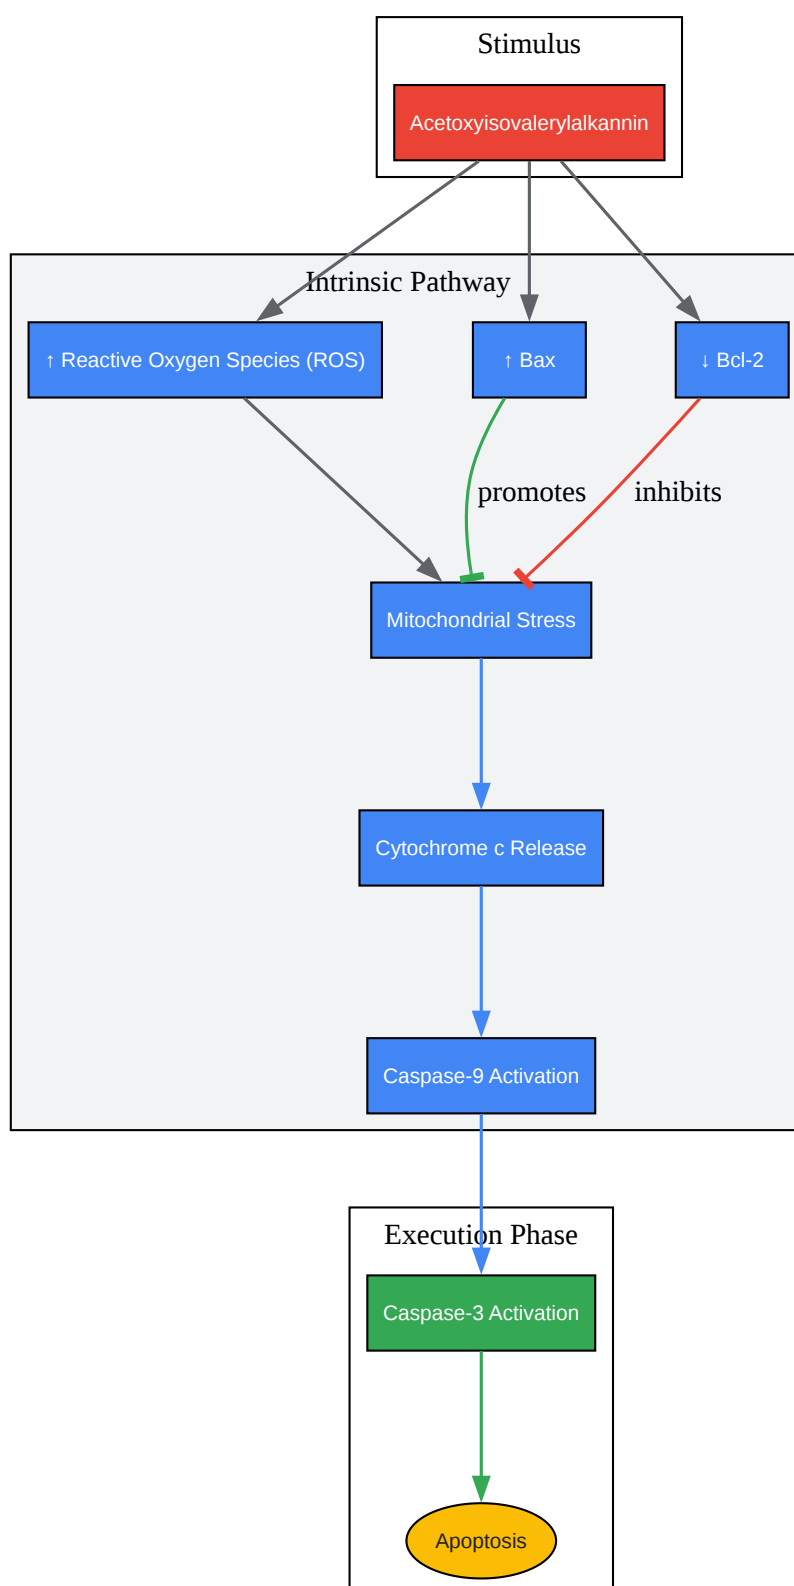 Stimulus
Acetoxyisovalerylalkannin
Intrinsic Pathway
↑ Reactive Oxygen Species (ROS)
↑ Bax
↓ Bcl-2
promotes
inhibits
Mitochondrial Stress
Cytochrome c Release
Caspase-9 Activation
Execution Phase
Caspase-3 Activation
Apoptosis